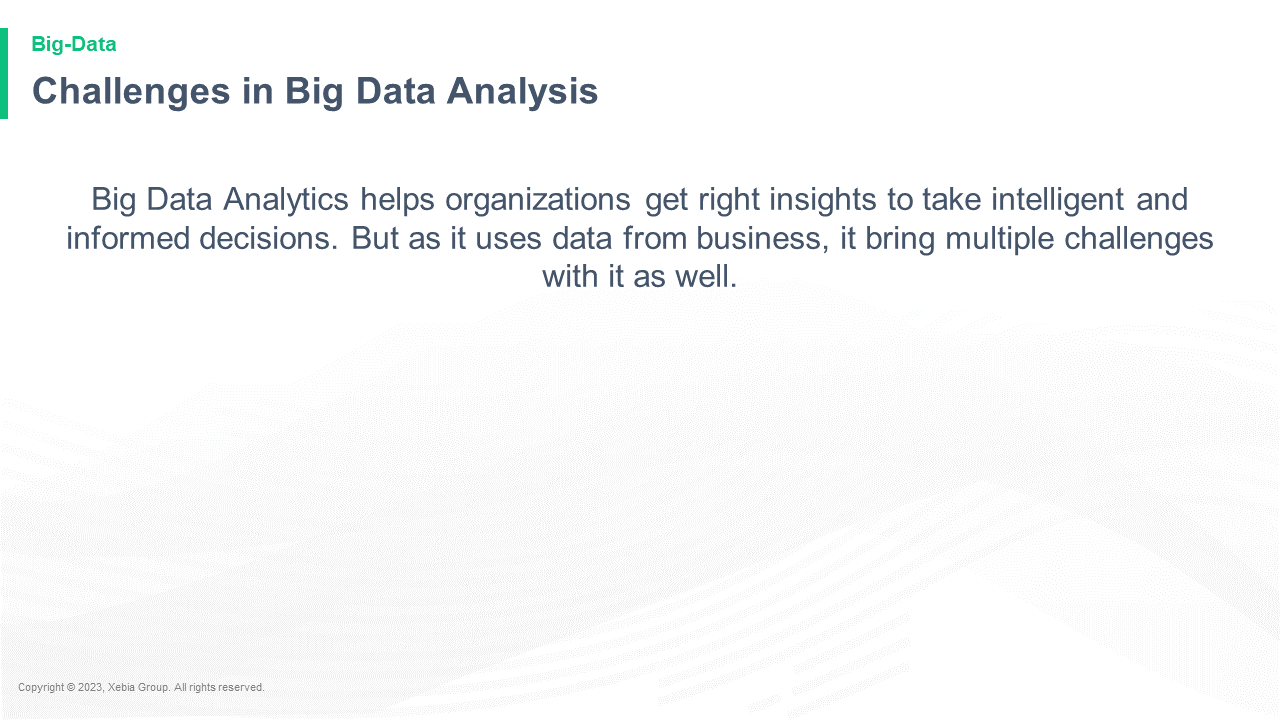 Big-Data
Challenges in Big Data Analysis
Big Data Analytics helps organizations get right insights to take intelligent and
informed decisions. But as it uses data from business, it bring multiple challenges
with it as well.
Copyright © 2023, Xebia Group. All rights reserved.